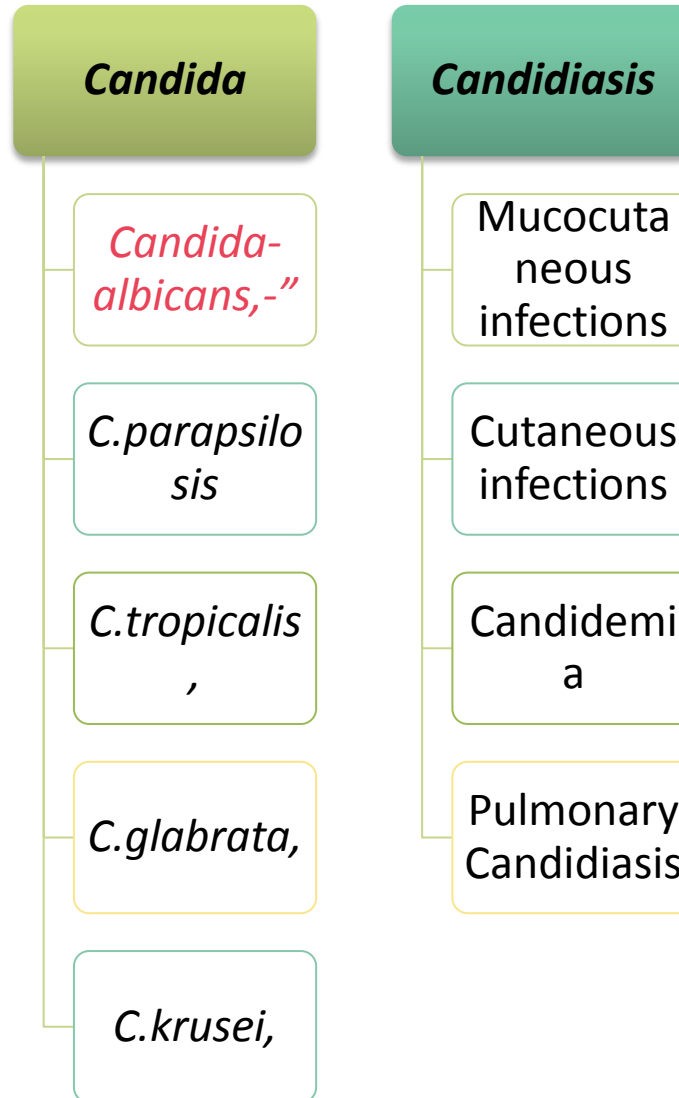 Candida
Candida-
albicans,-”
C.parapsilo
sis
C.tropicalis
,
C.glabrata,
C.krusei,
Candidiasis
Mucocuta
neous
infections
Cutaneous
infections
Candidemi
a
Pulmonary
Candidiasis